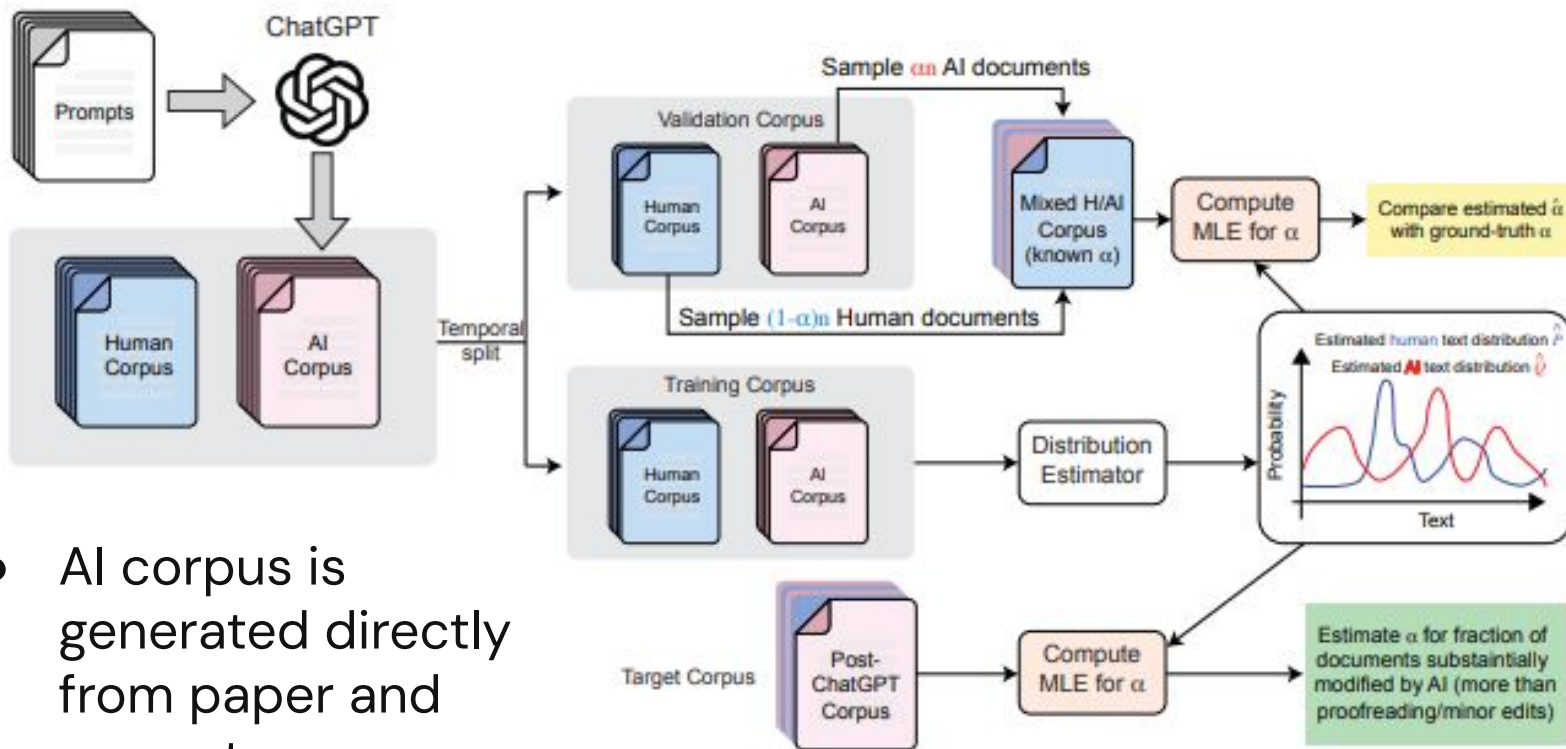 ChatGPT
Prompts
Human
Corpus
AI
Corpus
Temporal
split
Sample αn AI documents
Validation Corpus
Human
Corpus
AI
Corpus
Sample (1-α)n Human documents
Mixed H/AI
Corpus
(known α)
Compute
MLE for α
Compare estimated α̂
with ground-truth α
Training Corpus
Human
Corpus
AI
Corpus
Distribution
Estimator
Estimated human text distribution P̂
Estimated AI text distribution Q̂
Probability
Text
Target Corpus
Post-
ChatGPT
Corpus
Compute
MLE for α
Estimate α for fraction of
documents substaintially
modified by AI (more than
proofreading/minor edits)
• AI corpus is
generated directly
from paper and